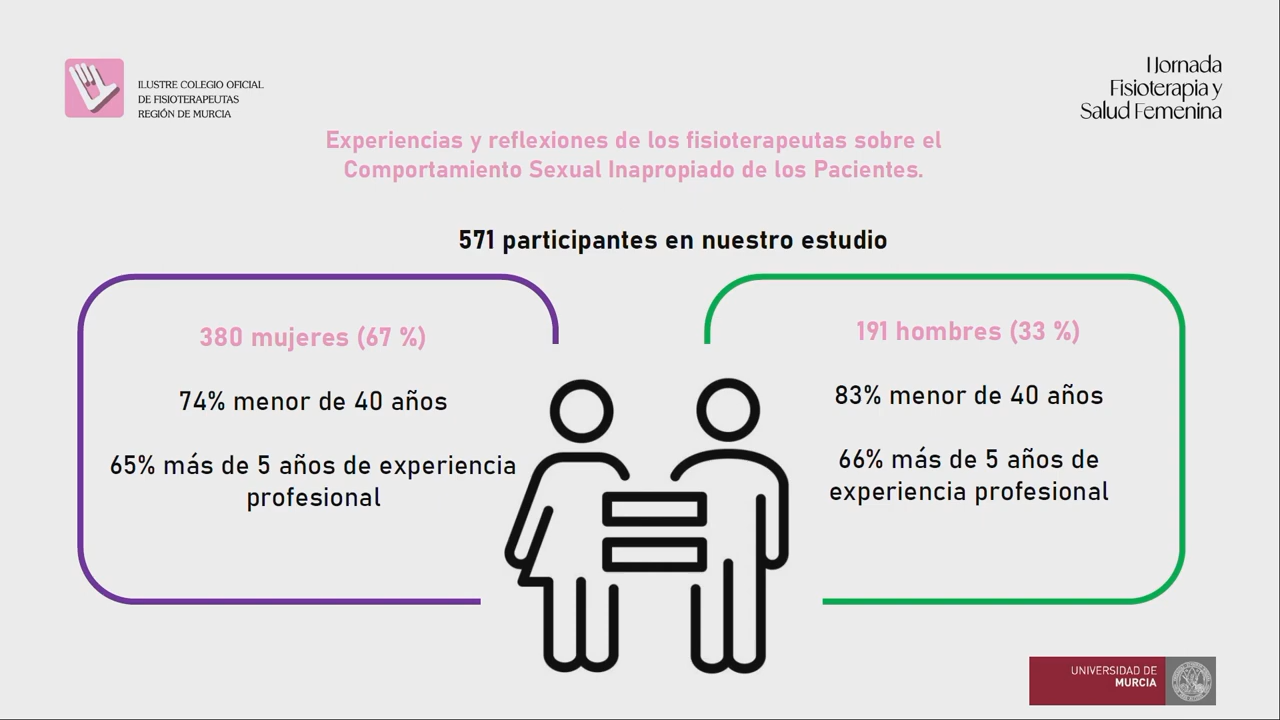 ILUSTRE COLEGIO OFICIAL
DE FISIOTERAPEUTAS
REGIÓN DE MURCIA
I Jornada
Fisioterapia y
Salud Femenina
Experiencias y reflexiones de los fisioterapeutas sobre el
Comportamiento Sexual Inapropiado de los Pacientes.
571 participantes en nuestro estudio
380 mujeres (67 %)
74% menor de 40 años
65% más de 5 años de experiencia
profesional
191 hombres (33 %)
83% menor de 40 años
66% más de 5 años de
experiencia profesional
UNIVERSIDAD DE
MURCIA